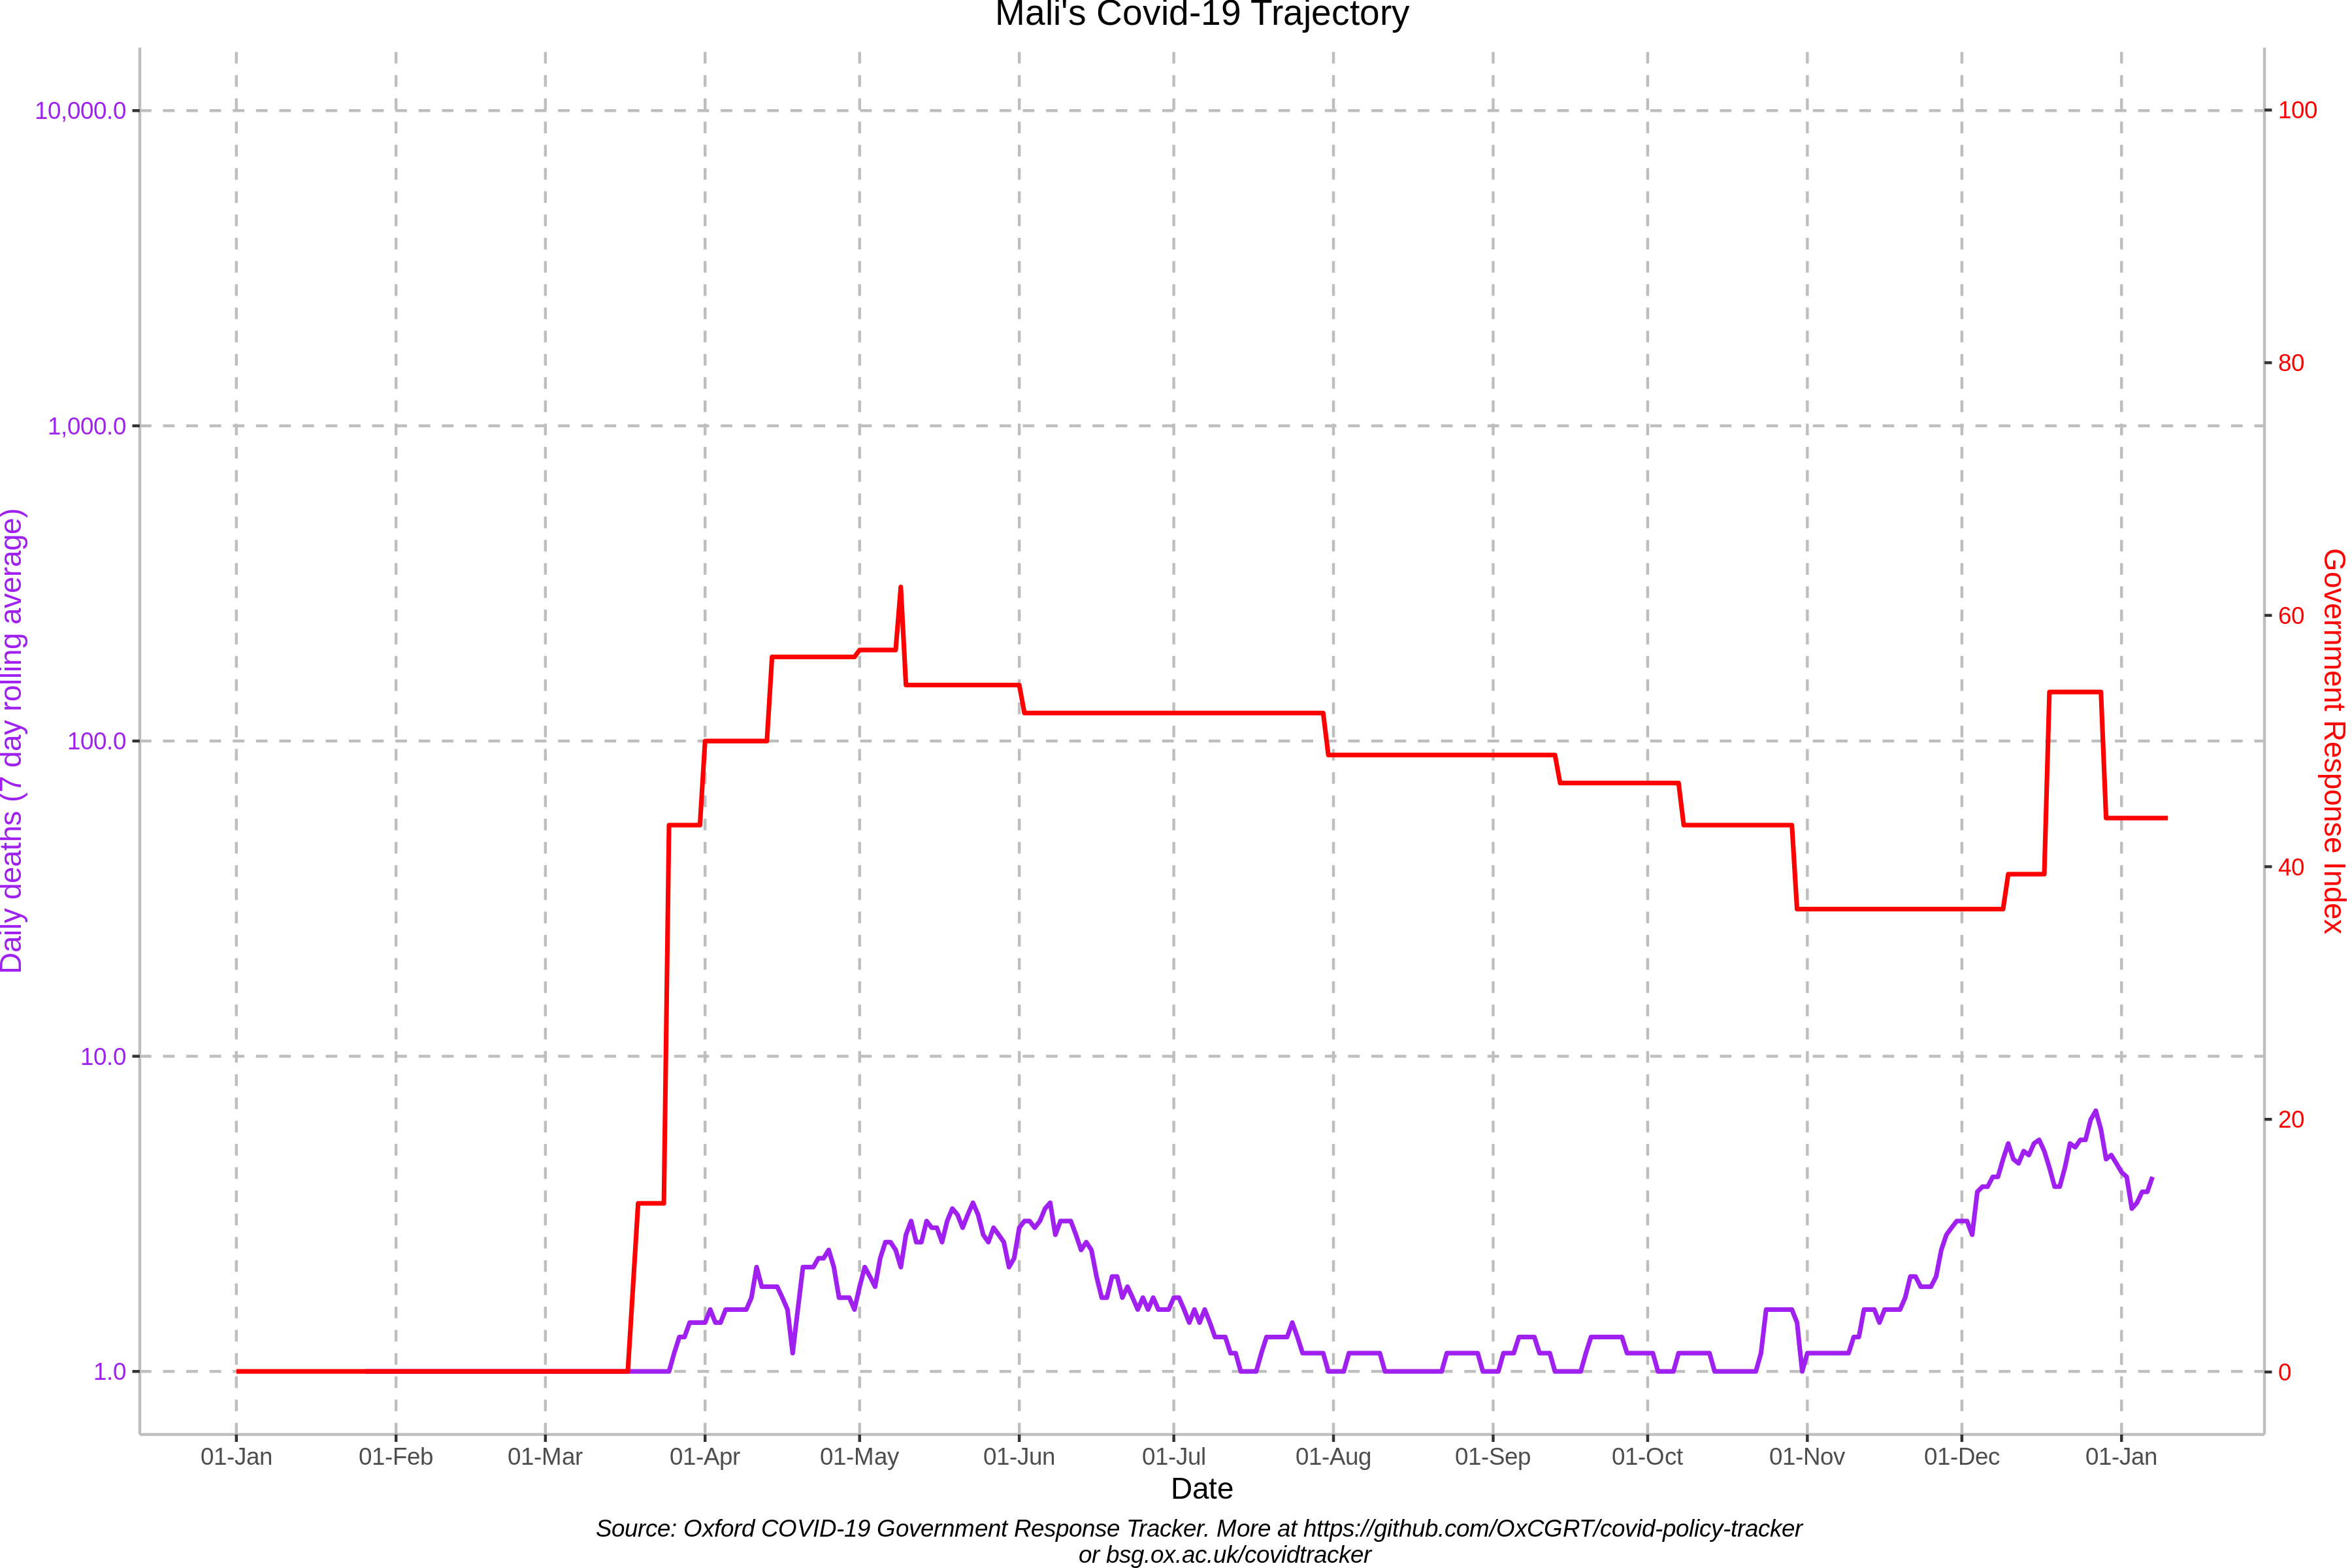 Mali's Covid-19 Trajectory
10,000.0
1,000.0
100.0
10.0
1.0
Daily deaths (7 day rolling average)
100
80
60
40
20
0
Government Response Index
01-Jan 01-Feb 01-Mar 01-Apr 01-May 01-Jun 01-Jul 01-Aug 01-Sep 01-Oct 01-Nov 01-Dec 01-Jan
Date
Source: Oxford COVID-19 Government Response Tracker. More at https://github.com/OxCGRT/covid-policy-tracker
or bsg.ox.ac.uk/covidtracker